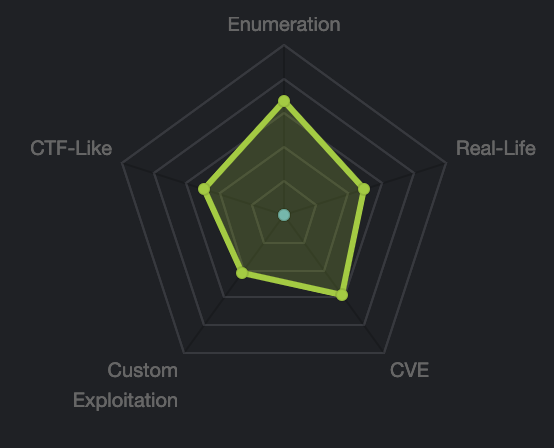 Enumeration
CTF-Like
Real-Life
Custom
Exploitation
CVE